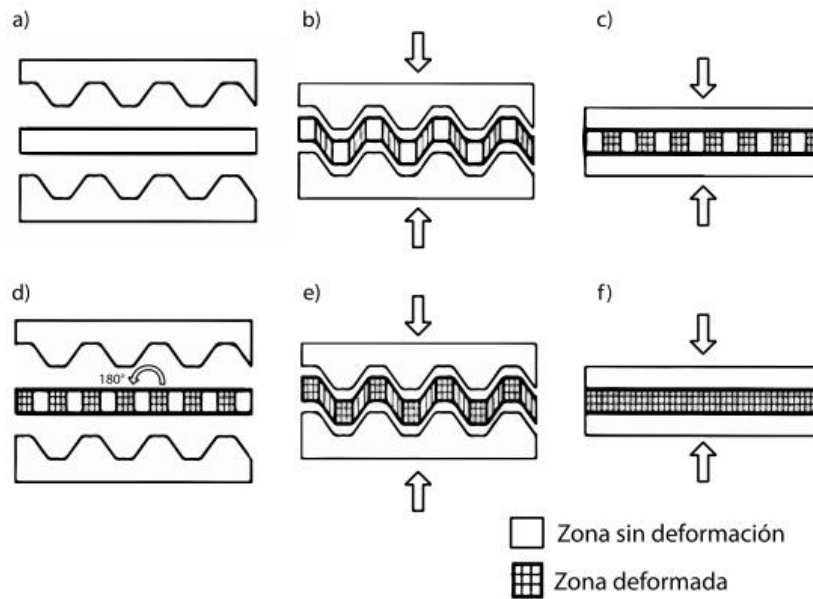 a)
b)
c)
d)
180°
e)
f)
Zona sin deformación
Zona deformada